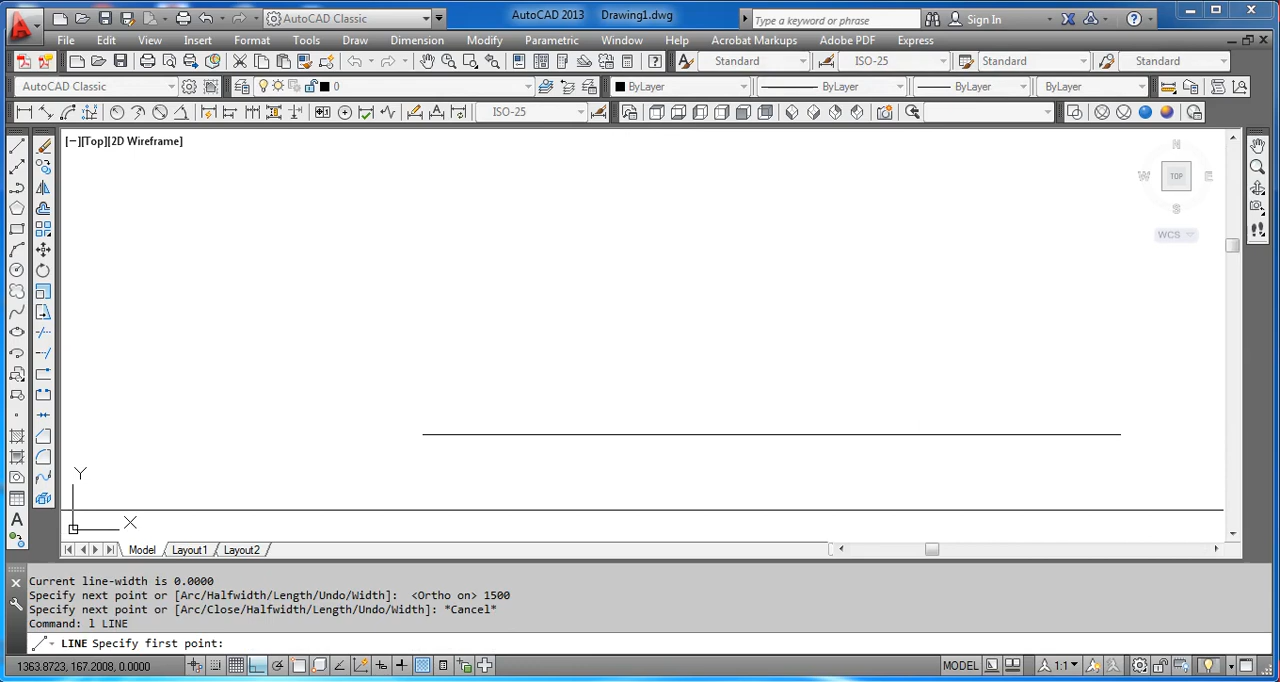 AutoCAD Classic
AutoCAD 2013 Drawing1.dwg
Type a keyword or phrase
Sign In
File Edit View Insert Format Tools Draw Dimension Modify Parametric Window Help Acrobat Markups Adobe PDF Express
Standard ISO-25 Standard Standard
AutoCAD Classic 0 ByLayer ByLayer ByLayer ByLayer
ISO-25
[−][Top][2D Wireframe]
N
W TOP E
S
WCS
Y
X
A
Model Layout1 Layout2
Current line-width is 0.0000
Specify next point or [Arc/Halfwidth/Length/Undo/Width]: <Ortho on> 1500
Specify next point or [Arc/Close/Halfwidth/Length/Undo/Width]: *Cancel*
Command: l LINE
LINE Specify first point:
1363.8723, 167.2008, 0.0000 MODEL 1:1